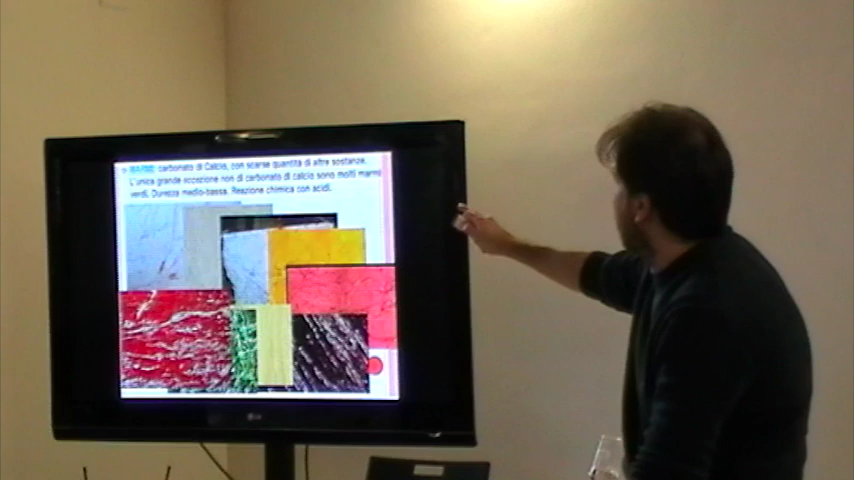 MARMI: carbonato di Calcio, con scarse quantità di altre sostanze.
L'unica grande eccezione non di carbonato di calcio sono molti marmi
verdi. Durezza medio-bassa. Reazione chimica con acidi.
LG